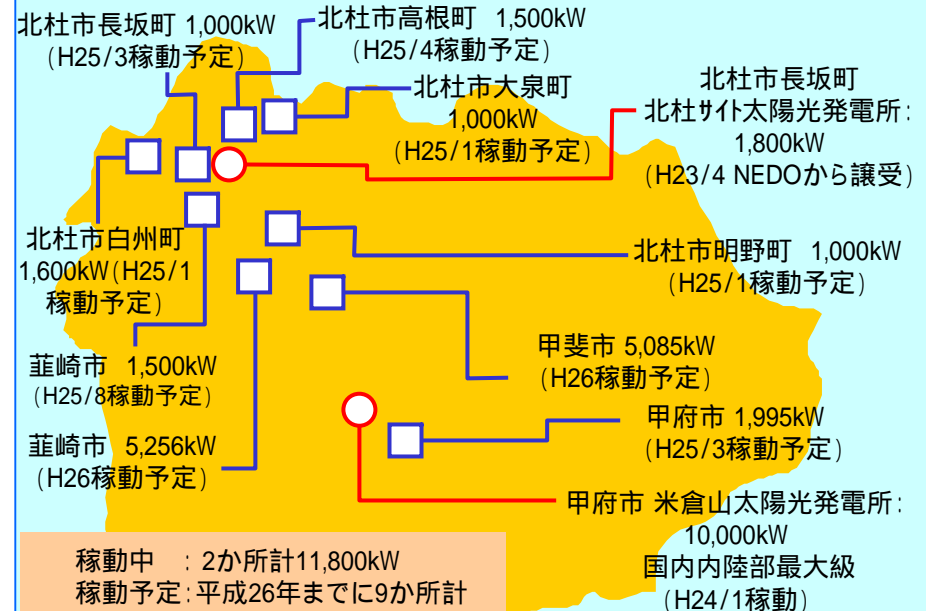 北杜市長坂町 1,000kW
(H25/3稼動予定)
北杜市高根町 1,500kW
(H25/4稼動予定)
北杜市大泉町
1,000kW
(H25/1稼動予定)
北杜市長坂町
北杜ｻｲﾄ太陽光発電所:
1,800kW
(H23/4 NEDOから譲受)
北杜市白州町
1,600kW(H25/1
稼動予定)
北杜市明野町 1,000kW
(H25/1稼動予定)
韮崎市 1,500kW
(H25/8稼動予定)
甲斐市 5,085kW
(H26稼動予定)
韮崎市 5,256kW
(H26稼動予定)
甲府市 1,995kW
(H25/3稼動予定)
甲府市 米倉山太陽光発電所:
10,000kW
国内内陸部最大級
(H24/1稼動)
稼動中 : 2か所計11,800kW
稼動予定:平成26年までに9か所計